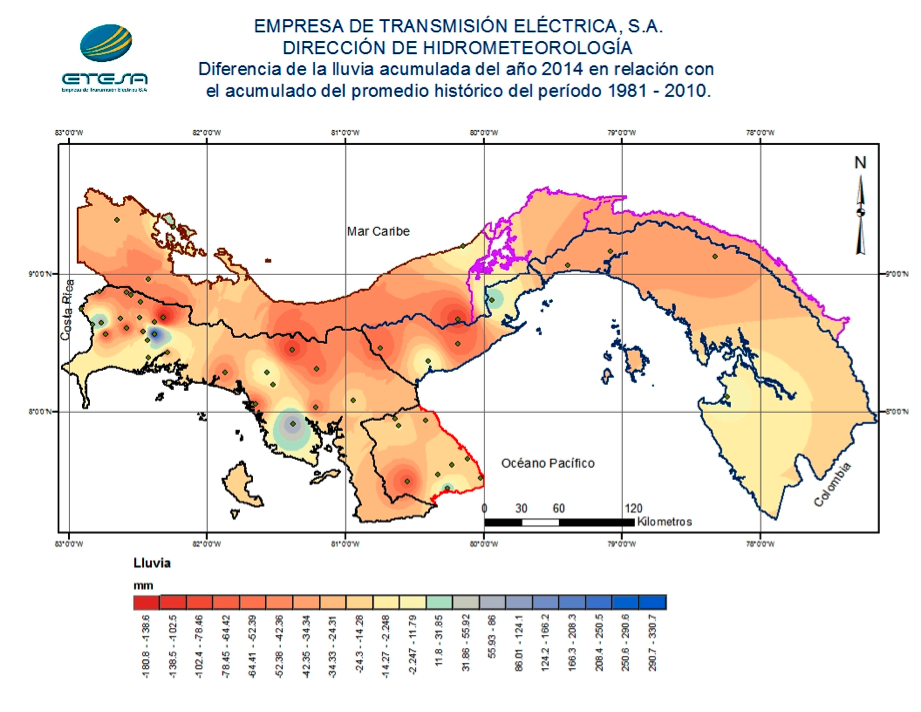 EMPRESA DE TRANSMISIÓN ELÉCTRICA, S.A.
DIRECCIÓN DE HIDROMETEOROLOGÍA
Diferencia de la lluvia acumulada del año 2014 en relación con
el acumulado del promedio histórico del período 1981 - 2010.
ETESA
Empresa de Transmisión Eléctrica S.A
83°0'0"W 82°0'0"W 81°0'0"W 80°0'0"W 79°0'0"W 78°0'0"W
N
Mar Caribe
9°0'0"N 9°0'0"N
Costa Rica
8°0'0"N 8°0'0"N
Océano Pacífico
Colombia
0 30 60 120
Kilometros
83°0'0"W 82°0'0"W 81°0'0"W 80°0'0"W 79°0'0"W 78°0'0"W
Lluvia
mm
-180.8 - -138.6
-138.5 - -102.5
-102.4 - -78.46
-78.45 - -64.42
-64.41 - -52.39
-52.38 - -42.36
-42.35 - -34.34
-34.33 - -24.31
-24.3 - -14.28
-14.27 - -2.248
-2.247 - 11.79
11.8 - 31.85
31.86 - 55.92
55.93 - 86
86.01 - 124.1
124.2 - 166.2
166.3 - 208.3
208.4 - 250.5
250.6 - 290.6
290.7 - 330.7